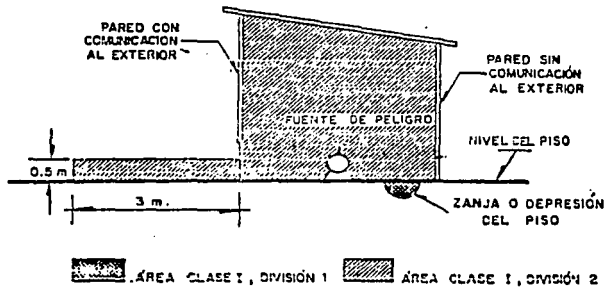 PARED CON
COMUNICACION
AL EXTERIOR
PARED SIN
COMUNICACIÓN
AL EXTERIOR
FUENTE DE PELIGRO
NIVEL DEL PISO
0.5 m
3 m.
ZANJA O DEPRESIÓN
DEL PISO
ÁREA CLASE I, DIVISIÓN 1
ÁREA CLASE I, DIVISIÓN 2